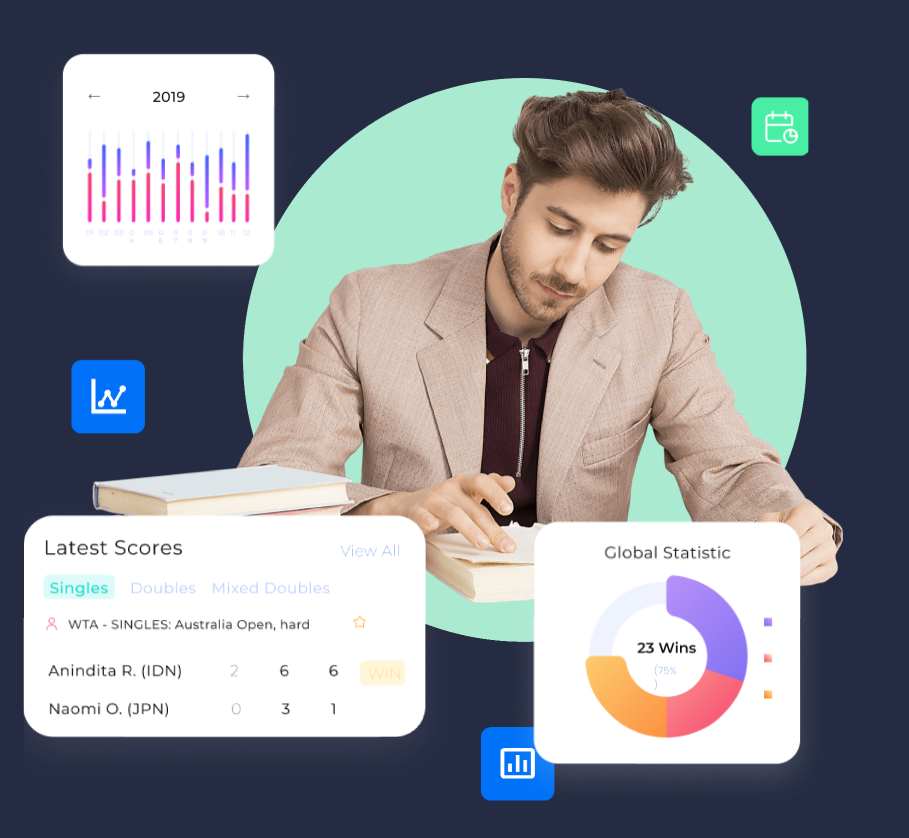 2019
01 02 03 04 05 06 07 08 09 10 11 12
Latest Scores
View All
Singles Doubles Mixed Doubles
WTA - SINGLES: Australia Open, hard
Anindita R. (IDN) 2 6 6 WIN
Naomi O. (JPN) 0 3 1
Global Statistic
23 Wins
(75%
)